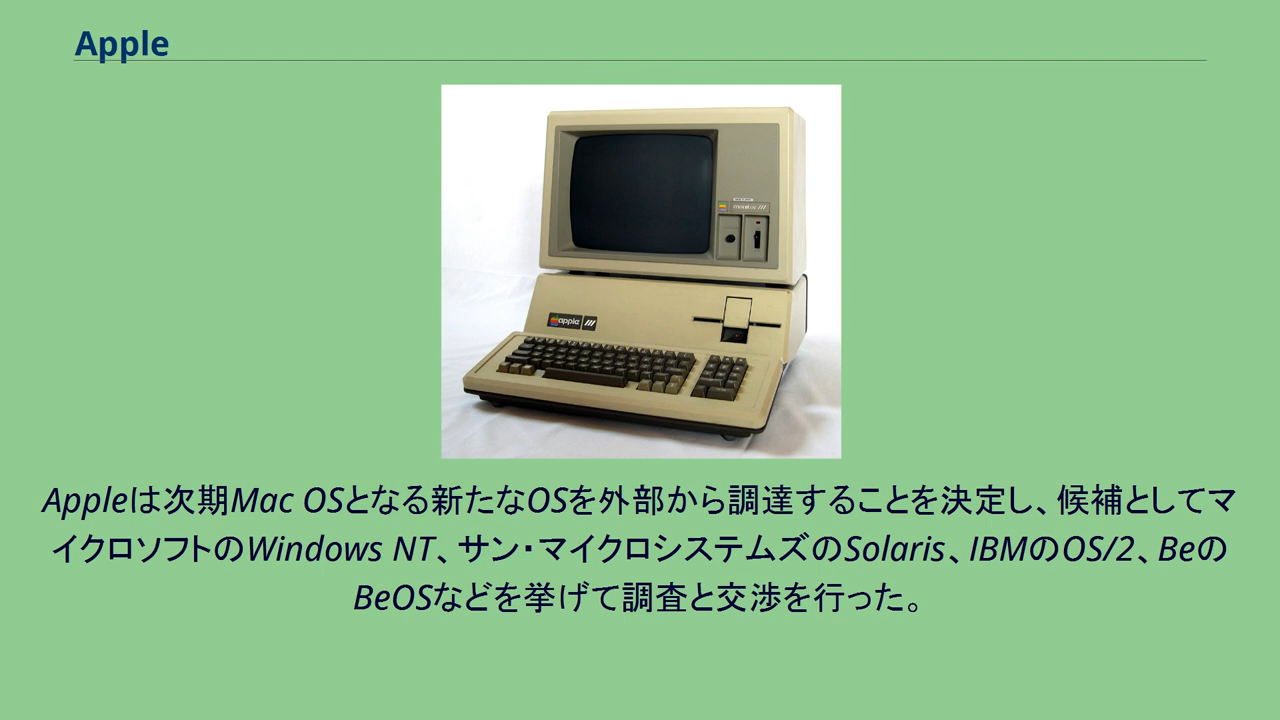 Apple
monitor ///
apple ///
Appleは次期Mac OSとなる新たなOSを外部から調達することを決定し、候補としてマ
イクロソフトのWindows NT、サン・マイクロシステムズのSolaris、IBMのOS/2、Beの
BeOSなどを挙げて調査と交渉を行った。